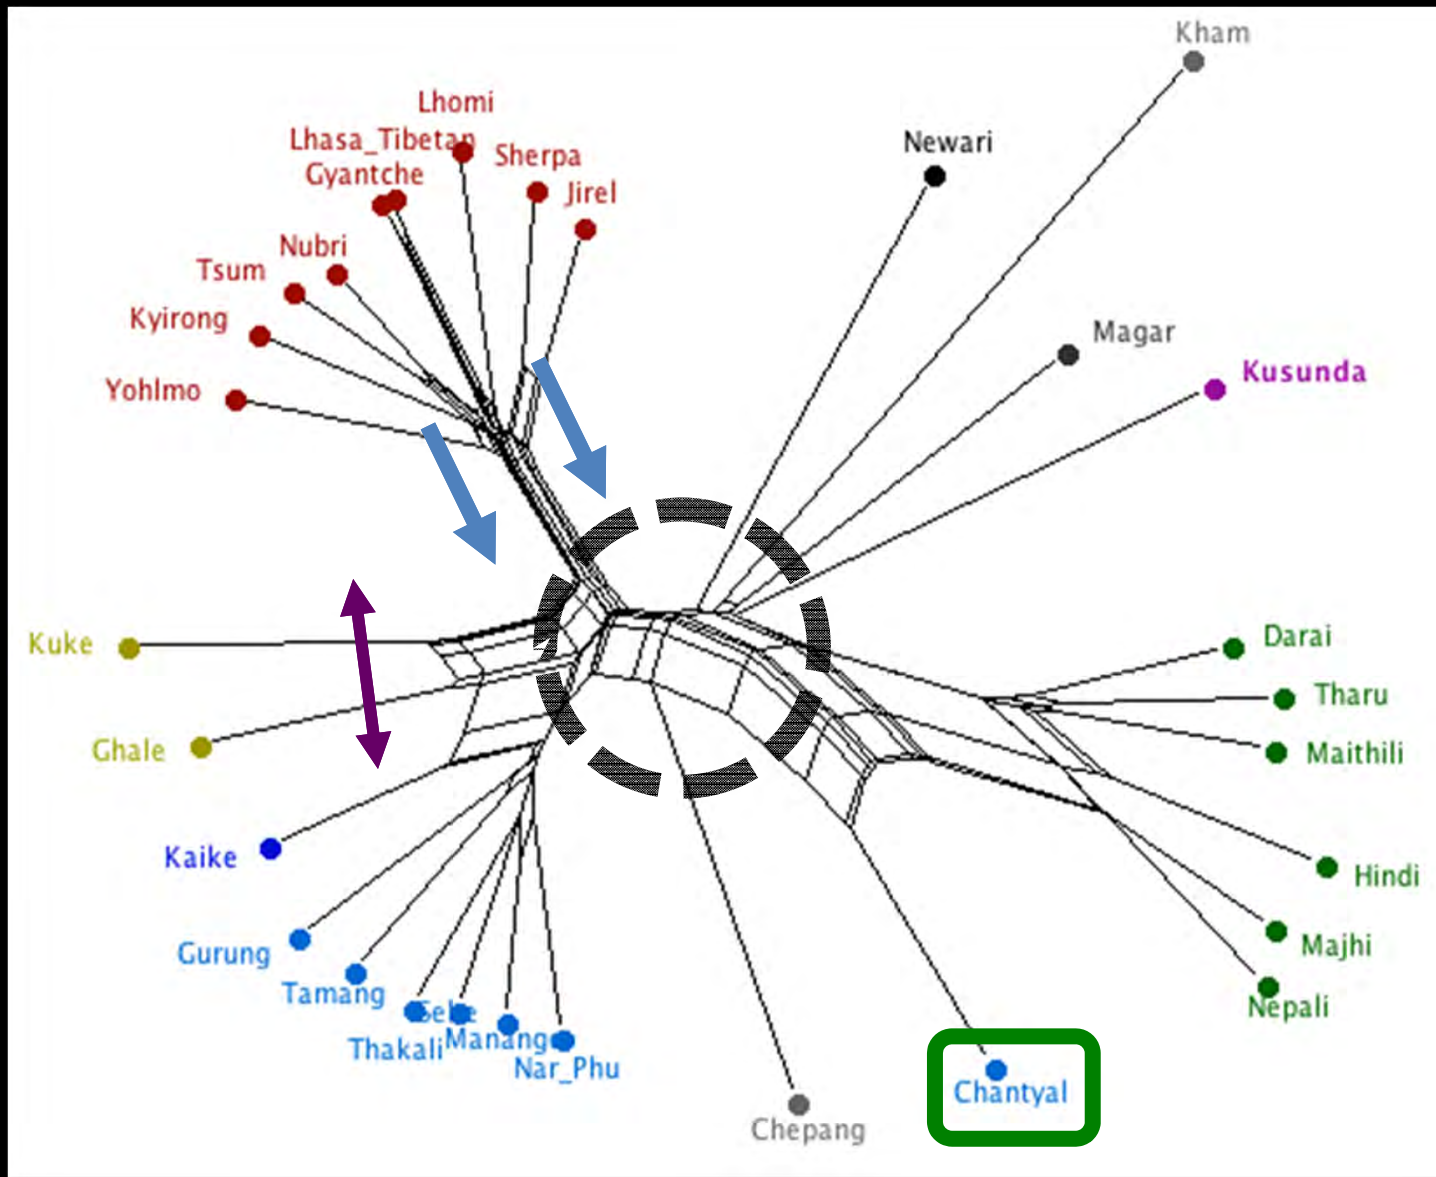 Kham
Lhomi
Newari
Lhasa_Tibetan
Sherpa
Gyantche
Jirel
Nubri
Tsum
Kyirong
Magar
Kusunda
Yohlmo
Darai
Kuke
Tharu
Ghale
Maithili
Kaike
Hindi
Gurung
Majhi
Tamang
Nepali
Thakali
Manang
Nar_Phu
Chantyal
Chepang